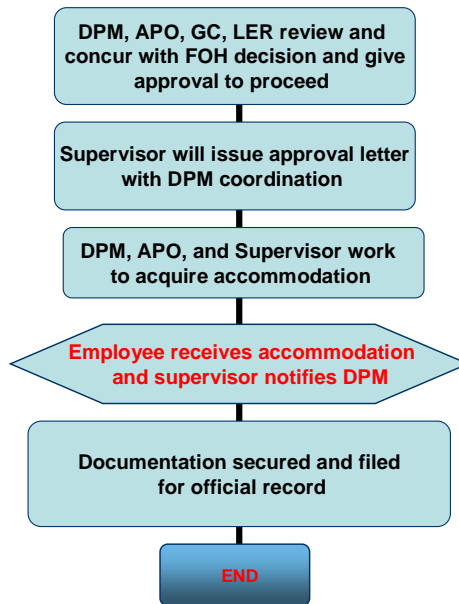 DPM, APO, GC, LER review and
concur with FOH decision and give
approval to proceed
Supervisor will issue approval letter
with DPM coordination
DPM, APO, and Supervisor work
to acquire accommodation
Employee receives accommodation
and supervisor notifies DPM
Documentation secured and filed
for official record
END